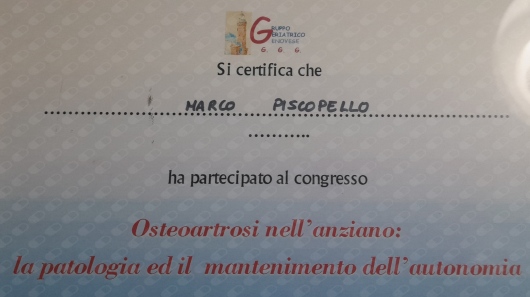 GRUPPO
GERIATRICO
GENOVESE
G. G. G.
Si certifica che
MARCO PISCOPELLO
...........
ha partecipato al congresso
Osteoartrosi nell'anziano:
la patologia ed il mantenimento dell'autonomia